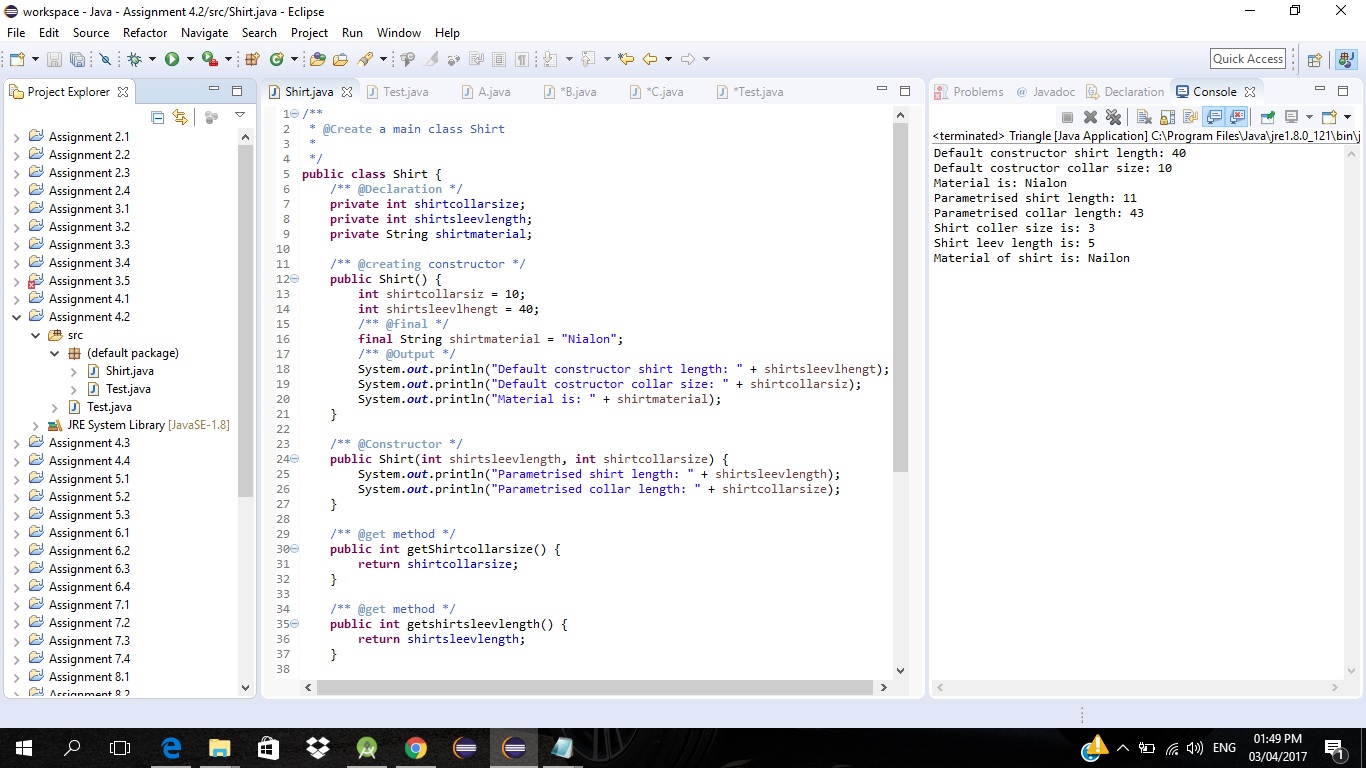 workspace - Java - Assignment 4.2/src/Shirt.java - Eclipse
File Edit Source Refactor Navigate Search Project Run Window Help
Quick Access
Project Explorer
Assignment 2.1
Assignment 2.2
Assignment 2.3
Assignment 2.4
Assignment 3.1
Assignment 3.2
Assignment 3.3
Assignment 3.4
Assignment 3.5
Assignment 4.1
Assignment 4.2
src
(default package)
Shirt.java
Test.java
Test.java
JRE System Library [JavaSE-1.8]
Assignment 4.3
Assignment 4.4
Assignment 5.1
Assignment 5.2
Assignment 5.3
Assignment 6.1
Assignment 6.2
Assignment 6.3
Assignment 6.4
Assignment 7.1
Assignment 7.2
Assignment 7.3
Assignment 7.4
Assignment 8.1
Assignment 8.2
Shirt.java Test.java A.java *B.java *C.java *Test.java
1 /**
2 * @Create a main class Shirt
3 *
4 */
5 public class Shirt {
6 /** @Declaration */
7 private int shirtcollarsize;
8 private int shirtsleevlength;
9 private String shirtmaterial;
10
11 /** @creating constructor */
12 public Shirt() {
13 int shirtcollarsiz = 10;
14 int shirtsleevlhengt = 40;
15 /** @final */
16 final String shirtmaterial = "Nialon";
17 /** @Output */
18 System.out.println("Default constructor shirt length: " + shirtsleevlhengt);
19 System.out.println("Default costructor collar size: " + shirtcollarsiz);
20 System.out.println("Material is: " + shirtmaterial);
21 }
22
23 /** @Constructor */
24 public Shirt(int shirtsleevlength, int shirtcollarsize) {
25 System.out.println("Parametrised shirt length: " + shirtsleevlength);
26 System.out.println("Parametrised collar length: " + shirtcollarsize);
27 }
28
29 /** @get method */
30 public int getShirtcollarsize() {
31 return shirtcollarsize;
32 }
33
34 /** @get method */
35 public int getshirtsleevlength() {
36 return shirtsleevlength;
37 }
38
Problems @ Javadoc Declaration Console
<terminated> Triangle [Java Application] C:\Program Files\Java\jre1.8.0_121\bin\j
Default constructor shirt length: 40
Default costructor collar size: 10
Material is: Nialon
Parametrised shirt length: 11
Parametrised collar length: 43
Shirt coller size is: 3
Shirt leev length is: 5
Material of shirt is: Nailon
ENG
01:49 PM
03/04/2017
1